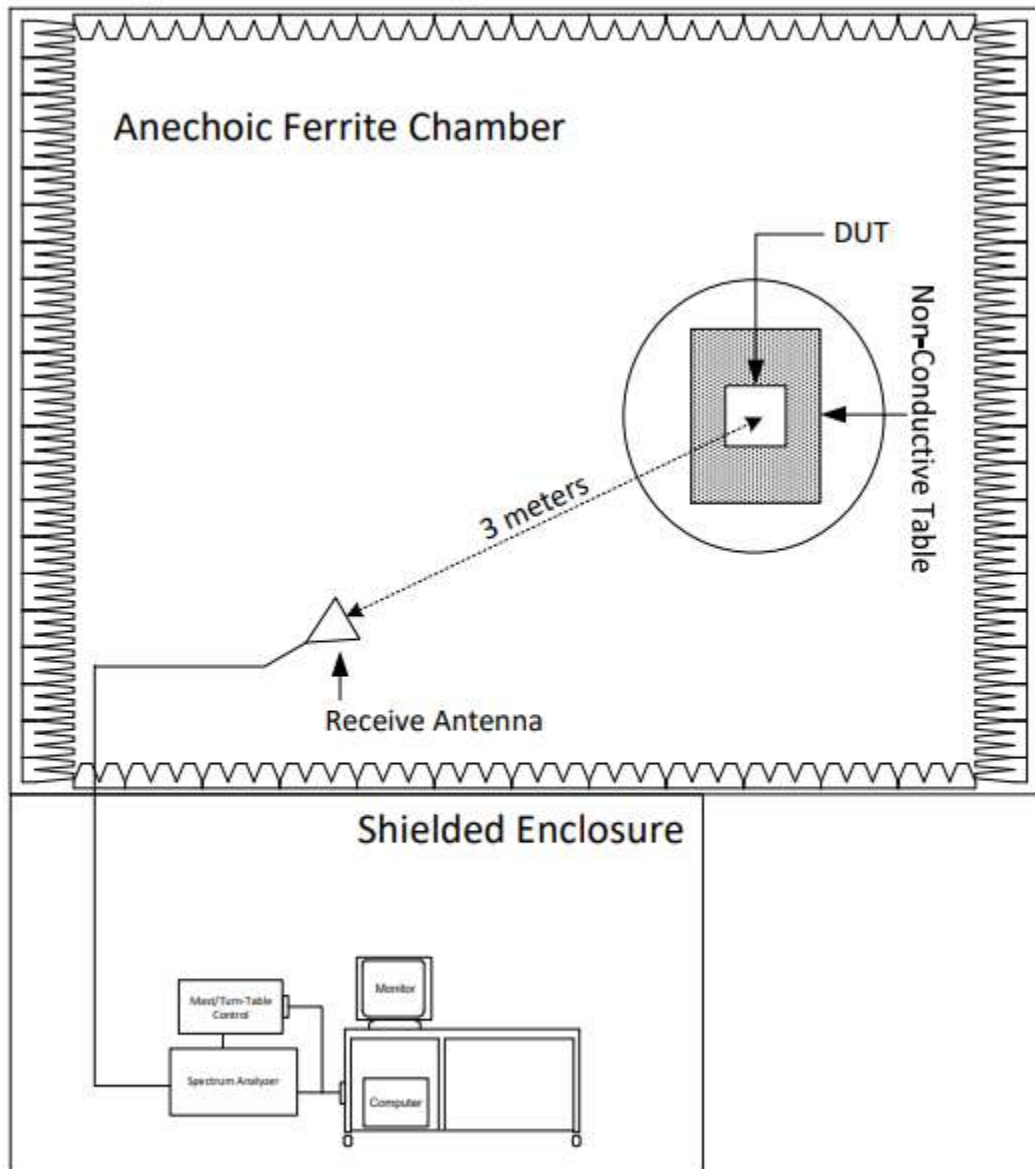 Anechoic Ferrite Chamber
DUT
Non-Conductive Table
3 meters
Receive Antenna
Shielded Enclosure
Monitor
Mast/Turn-Table
Control
Spectrum Analyzer
Computer